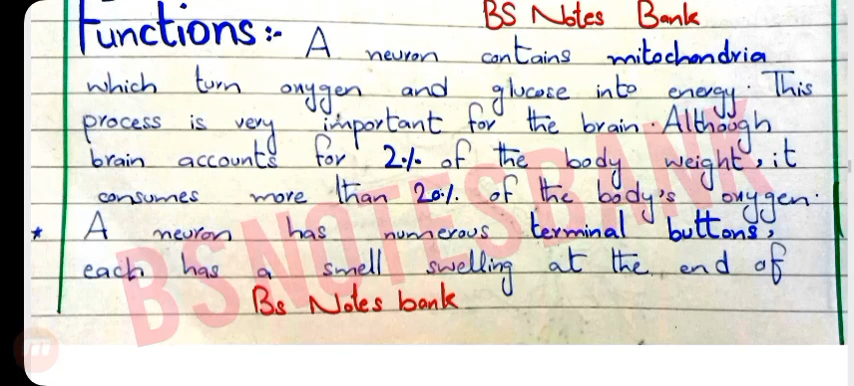 BS Notes Bank
Functions:- A neuron contains mitochondria
which turn oxygen and glucose into energy. This
process is very important for the brain. Although
brain accounts for 2% of the body weight, it
consumes more than 20% of the body's oxygen.
* A neuron has numerous terminal buttons,
each has a smell swelling at the end of
Bs Notes bank
BSNOTESBANK